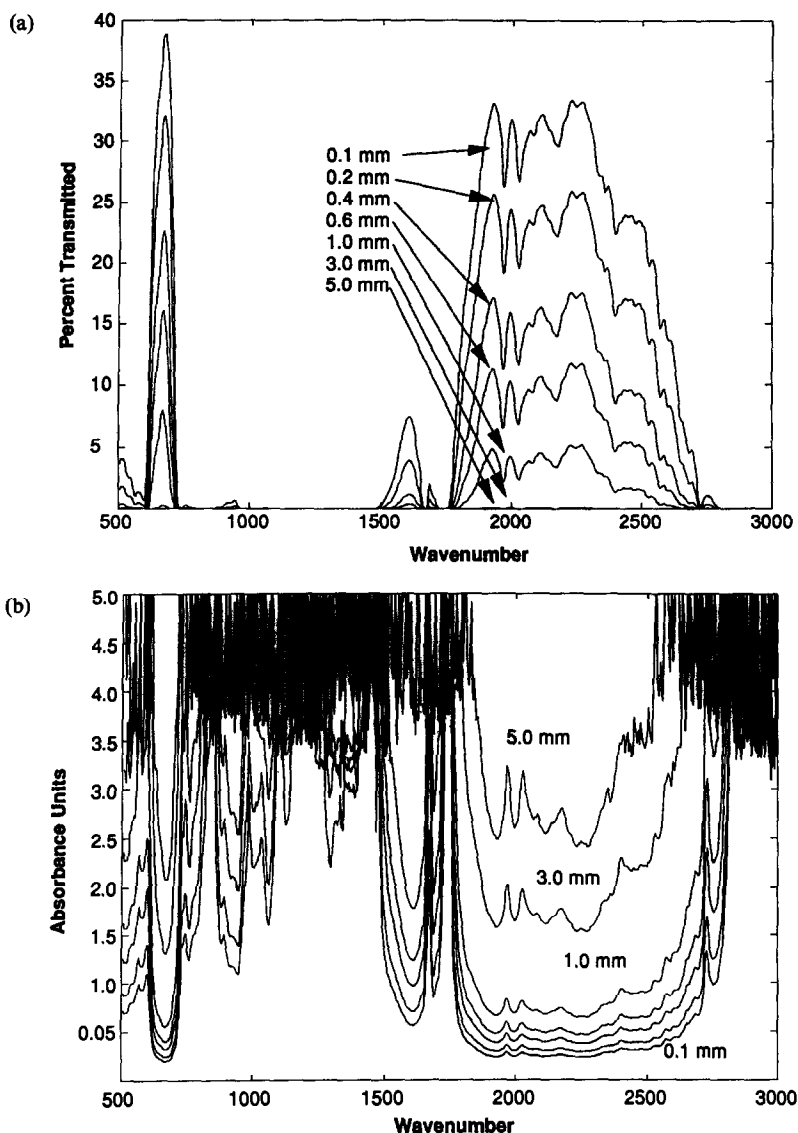 (a)
40
35
30
25
20
15
10
5
Percent Transmitted
0.1 mm
0.2 mm
0.4 mm
0.6 mm
1.0 mm
3.0 mm
5.0 mm
500 1000 1500 2000 2500 3000
Wavenumber
(b)
5.0
4.5
4.0
3.5
3.0
2.5
2.0
1.5
1.0
0.05
Absorbance Units
5.0 mm
3.0 mm
1.0 mm
0.1 mm
500 1000 1500 2000 2500 3000
Wavenumber